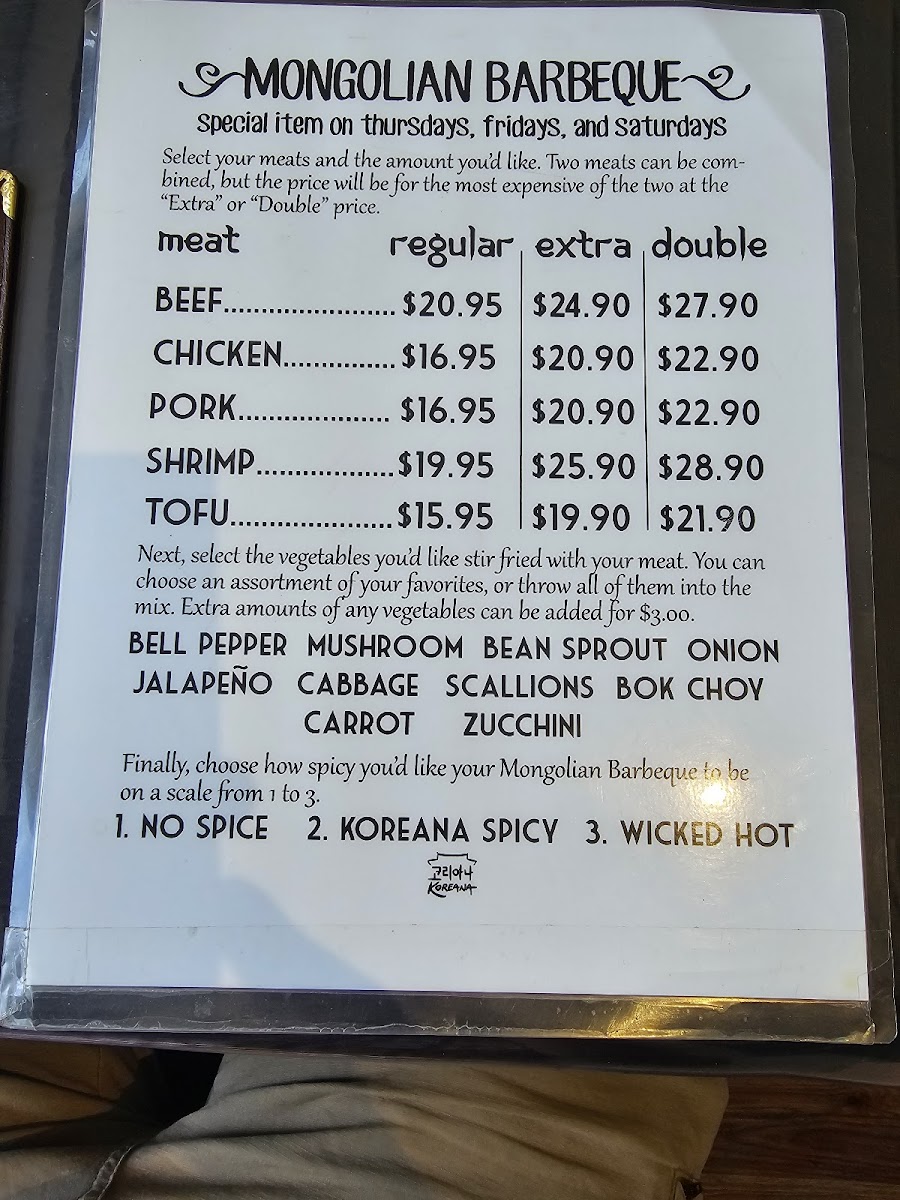 MONGOLIAN BARBEQUE
special item on thursdays, fridays, and saturdays
Select your meats and the amount you'd like. Two meats can be com-
bined, but the price will be for the most expensive of the two at the
"Extra" or "Double" price.
meat regular extra double
BEEF....................... $20.95 $24.90 $27.90
CHICKEN............... $16.95 $20.90 $22.90
PORK.................... $16.95 $20.90 $22.90
SHRIMP..................$19.95 $25.90 $28.90
TOFU.....................$15.95 $19.90 $21.90
Next, select the vegetables you'd like stir fried with your meat. You can
choose an assortment of your favorites, or throw all of them into the
mix. Extra amounts of any vegetables can be added for $3.00.
BELL PEPPER MUSHROOM BEAN SPROUT ONION
JALAPEÑO CABBAGE SCALLIONS BOK CHOY
CARROT ZUCCHINI
Finally, choose how spicy you'd like your Mongolian Barbeque to be
on a scale from 1 to 3.
1. NO SPICE 2. KOREANA SPICY 3. WICKED HOT
코리아나
KOREANA